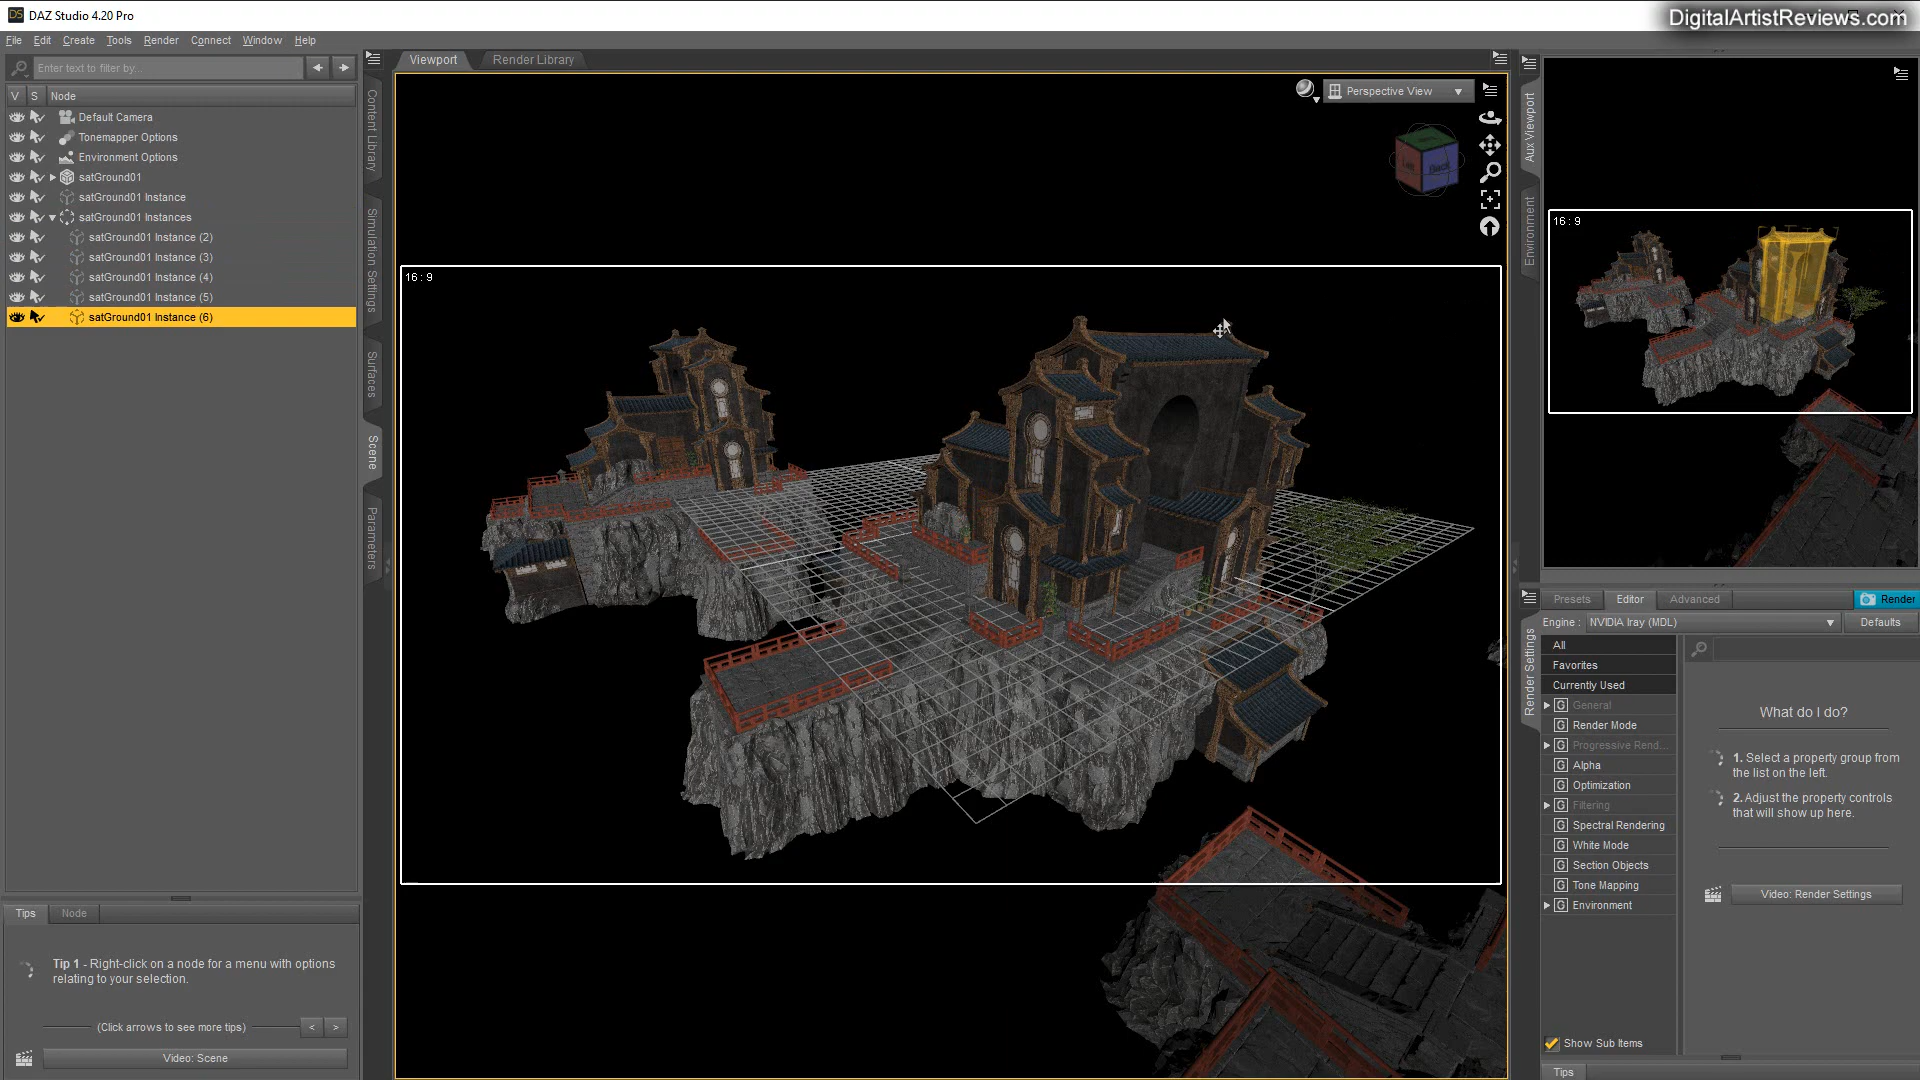 DAZ Studio 4.20 Pro
DigitalArtistReviews.com
File Edit Create Tools Render Connect Window Help
Enter text to filter by...
V S Node
Default Camera
Tonemapper Options
Environment Options
satGround01
satGround01 Instance
satGround01 Instances
satGround01 Instance (2)
satGround01 Instance (3)
satGround01 Instance (4)
satGround01 Instance (5)
satGround01 Instance (6)
Tips Node
Tip 1 - Right-click on a node for a menu with options
relating to your selection.
(Click arrows to see more tips) < >
Video: Scene
Content Library
Simulation Settings
Surfaces
Scene
Parameters
Viewport Render Library
Perspective View
Back
16 : 9
Aux Viewport
Environment
16 : 9
Render Settings
Presets Editor Advanced Render
Engine : NVIDIA Iray (MDL) Defaults
All
Favorites
Currently Used
G General
G Render Mode
G Progressive Rend...
G Alpha
G Optimization
G Filtering
G Spectral Rendering
G White Mode
G Section Objects
G Tone Mapping
G Environment
What do I do?
1. Select a property group from
the list on the left.
2. Adjust the property controls
that will show up here.
Video: Render Settings
Show Sub Items
Tips